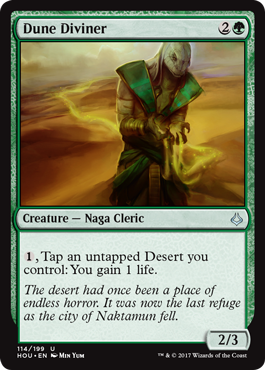 Dune Diviner 2
Creature — Naga Cleric
1, Tap an untapped Desert you
control: You gain 1 life.
The desert had once been a place of
endless horror. It was now the last refuge
as the city of Naktamun fell.
2/3
114/199 U
HOU • EN Min Yum
™ & © 2017 Wizards of the Coast